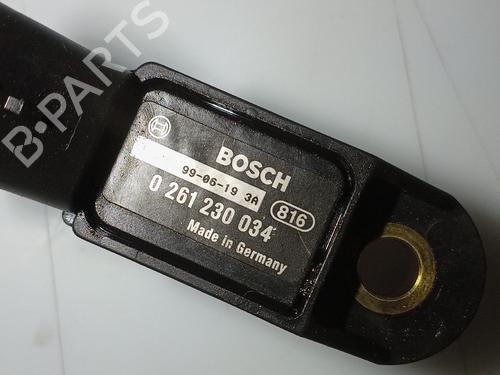 B-PARTS
BOSCH
99-06-19 3A
0 261 230 034 816
Made in Germany